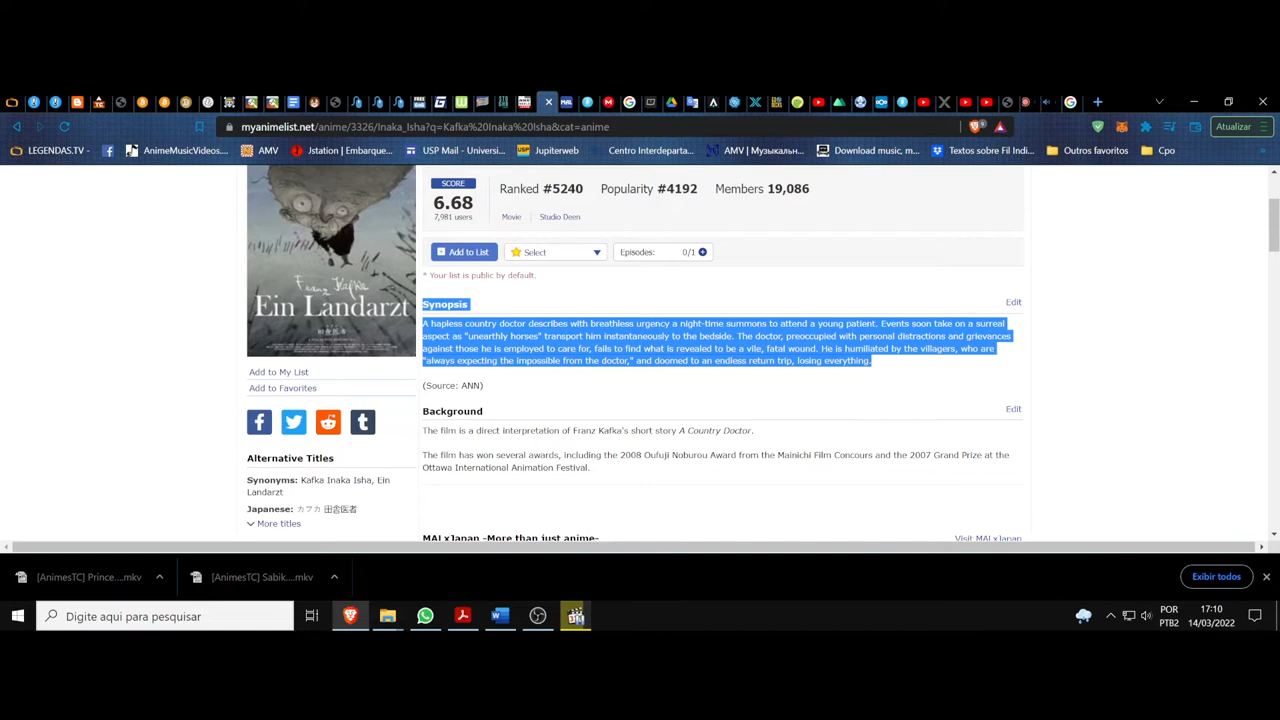 myanimelist.net/anime/3326/Inaka_Isha?q=Kafka%20Inaka%20Isha&cat=anime
Atualizar
LEGENDAS.TV -
AnimeMusicVideos...
AMV
Jstation | Embarque...
USP Mail - Universi...
Jupiterweb
Centro Interdeparta...
AMV | Музыкальн...
Download music, m...
Textos sobre Fil Indi...
Outros favoritos
Cpo
SCORE
6.68
7,981 users
Ranked #5240
Popularity #4192
Members 19,086
Movie
Studio Deen
Add to List
Select
Episodes: 0/1
* Your list is public by default.
Franz Kafka's
Ein Landarzt
田舎医者
Synopsis
Edit
A hapless country doctor describes with breathless urgency a night-time summons to attend a young patient. Events soon take on a surreal
aspect as "unearthly horses" transport him instantaneously to the bedside. The doctor, preoccupied with personal distractions and grievances
against those he is employed to care for, fails to find what is revealed to be a vile, fatal wound. He is humiliated by the villagers, who are
"always expecting the impossible from the doctor," and doomed to an endless return trip, losing everything.
(Source: ANN)
Background
Edit
The film is a direct interpretation of Franz Kafka's short story A Country Doctor.
The film has won several awards, including the 2008 Oufuji Noburou Award from the Mainichi Film Concours and the 2007 Grand Prize at the
Ottawa International Animation Festival.
Add to My List
Add to Favorites
Alternative Titles
Synonyms: Kafka Inaka Isha, Ein
Landarzt
Japanese: カフカ 田舎医者
More titles
MALxJapan -More than just anime-
Visit MALxJapan
[AnimesTC] Prince....mkv
[AnimesTC] Sabik....mkv
Exibir todos
Digite aqui para pesquisar
POR
PTB2
17:10
14/03/2022